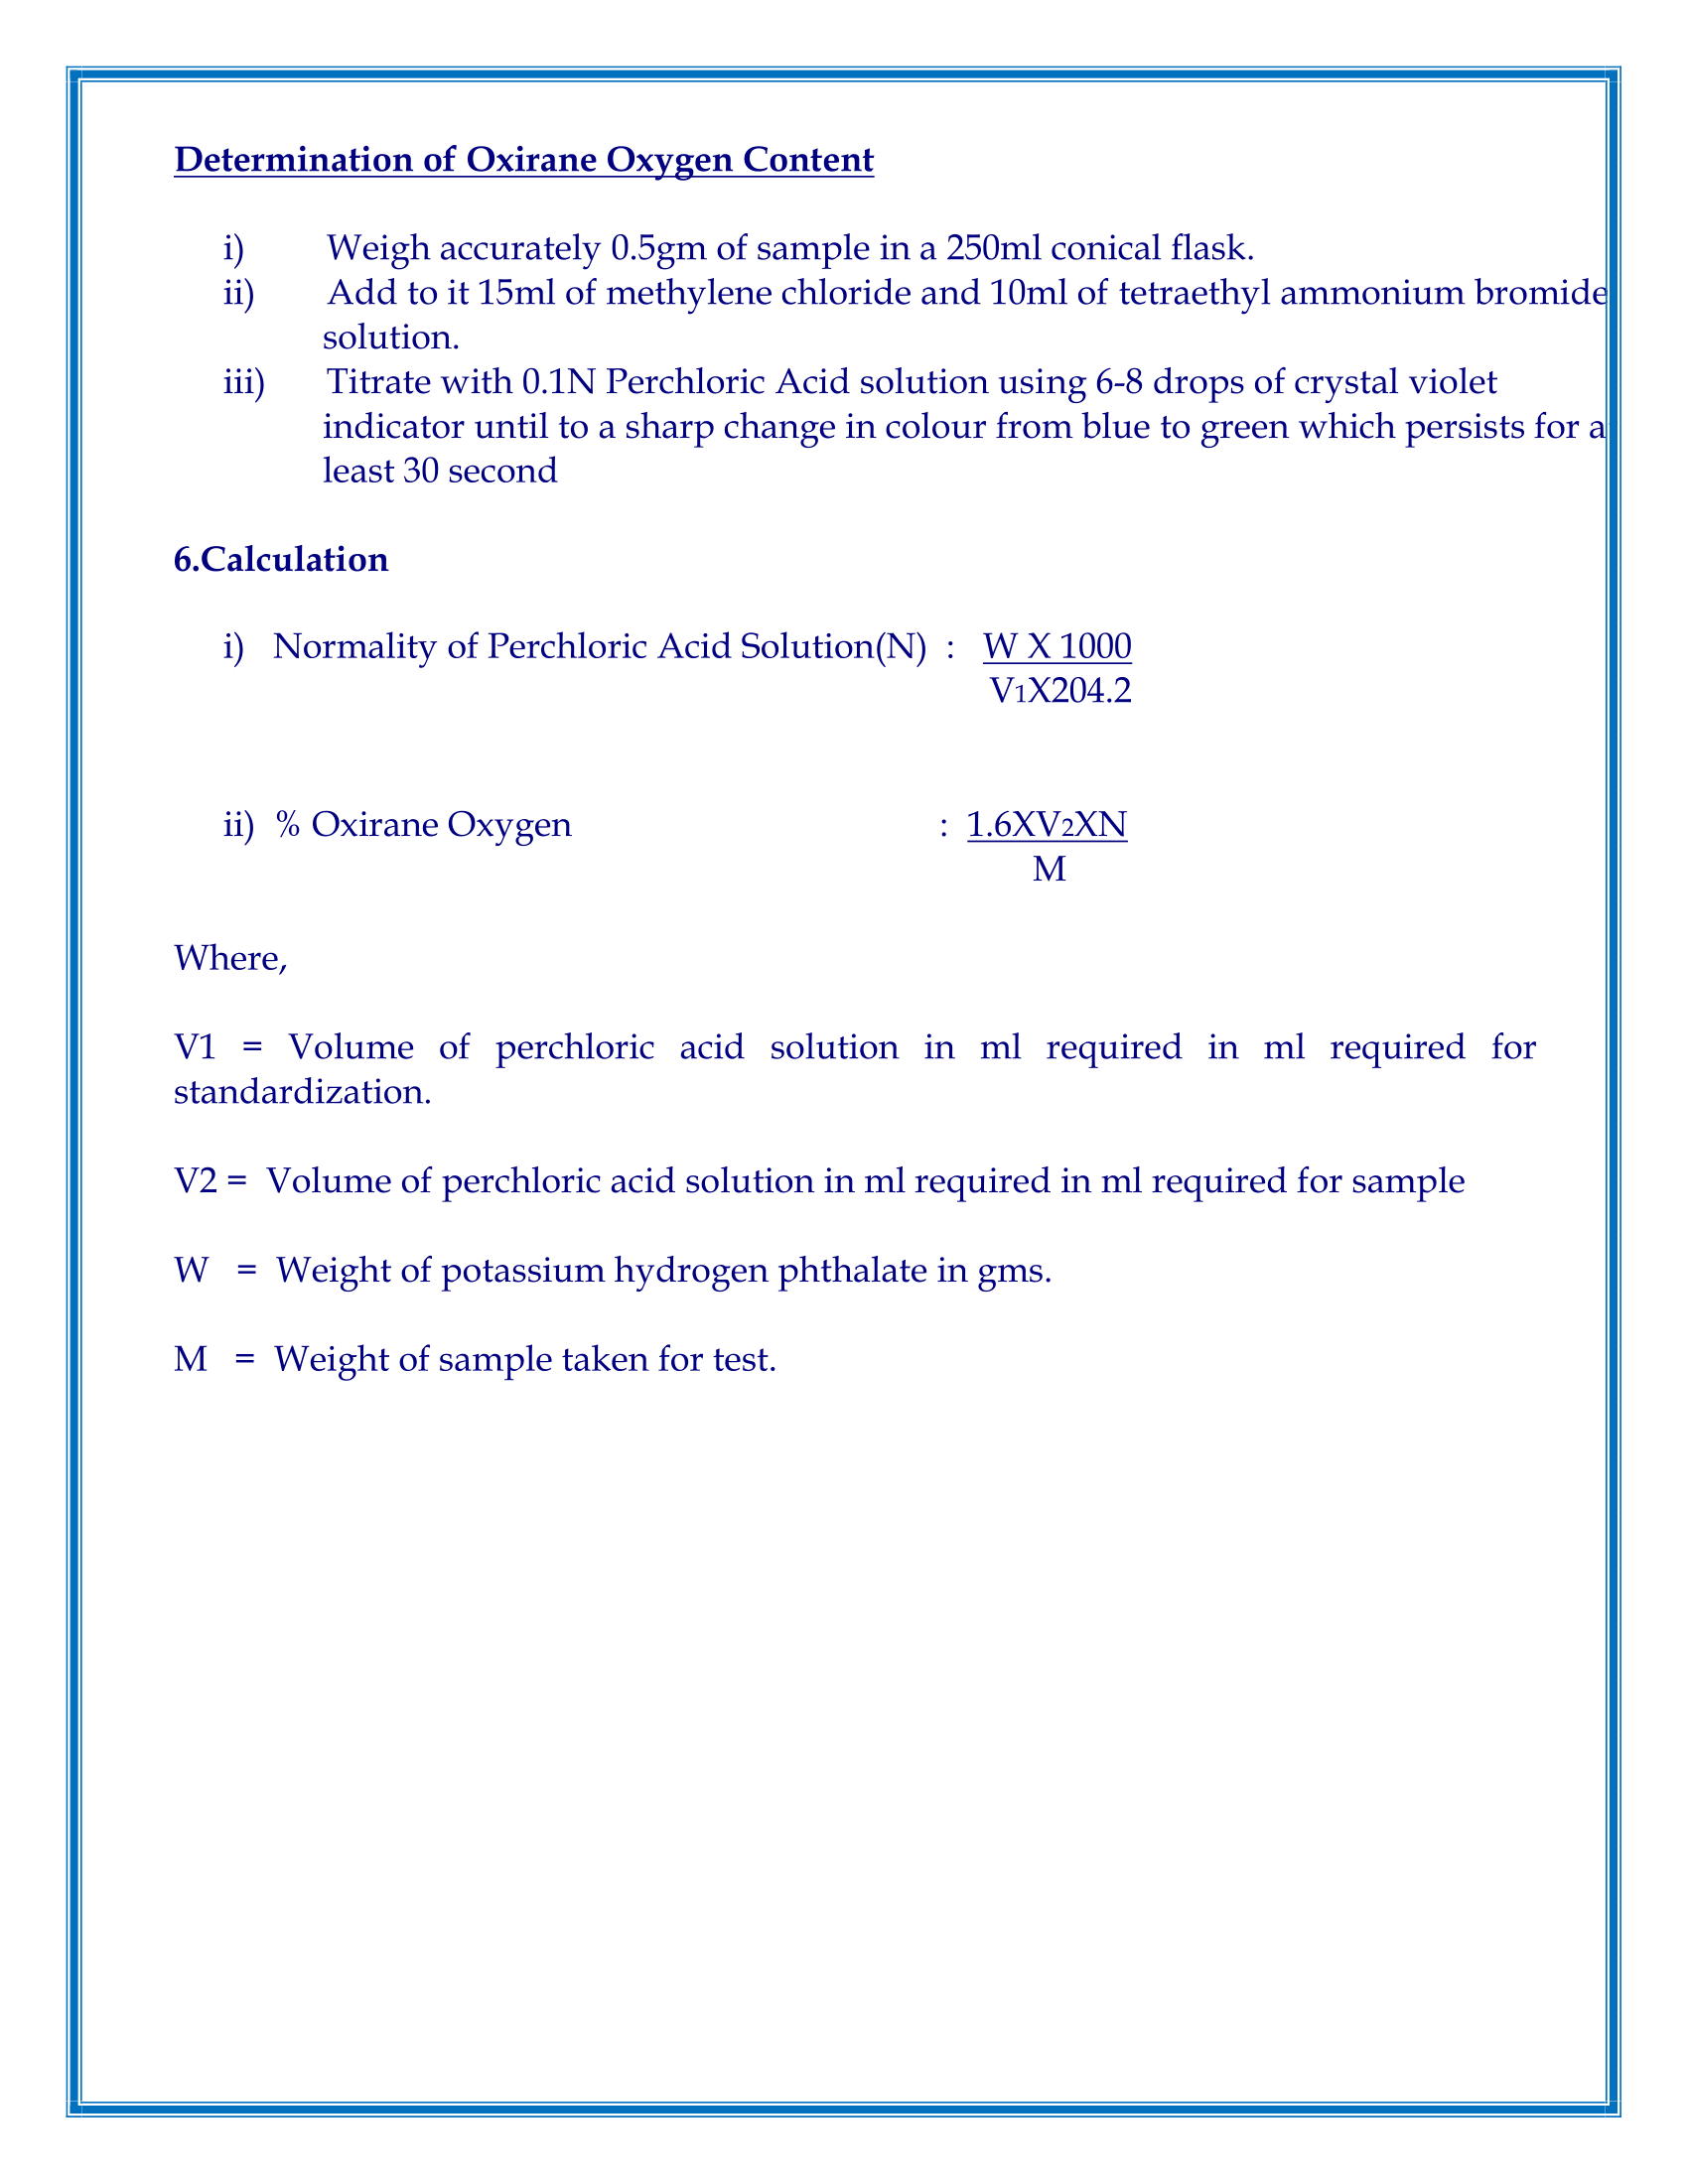 Determination of Oxirane Oxygen Content
i) Weigh accurately 0.5gm of sample in a 250ml conical flask.
ii) Add to it 15ml of methylene chloride and 10ml of tetraethyl ammonium bromide
solution.
iii) Titrate with 0.1N Perchloric Acid solution using 6-8 drops of crystal violet
indicator until to a sharp change in colour from blue to green which persists for a
least 30 second
6.Calculation
i) Normality of Perchloric Acid Solution(N) : W X 1000
V1X204.2
ii) % Oxirane Oxygen : 1.6XV2XN
M
Where,
V1 = Volume of perchloric acid solution in ml required in ml required for
standardization.
V2 = Volume of perchloric acid solution in ml required in ml required for sample
W = Weight of potassium hydrogen phthalate in gms.
M = Weight of sample taken for test.